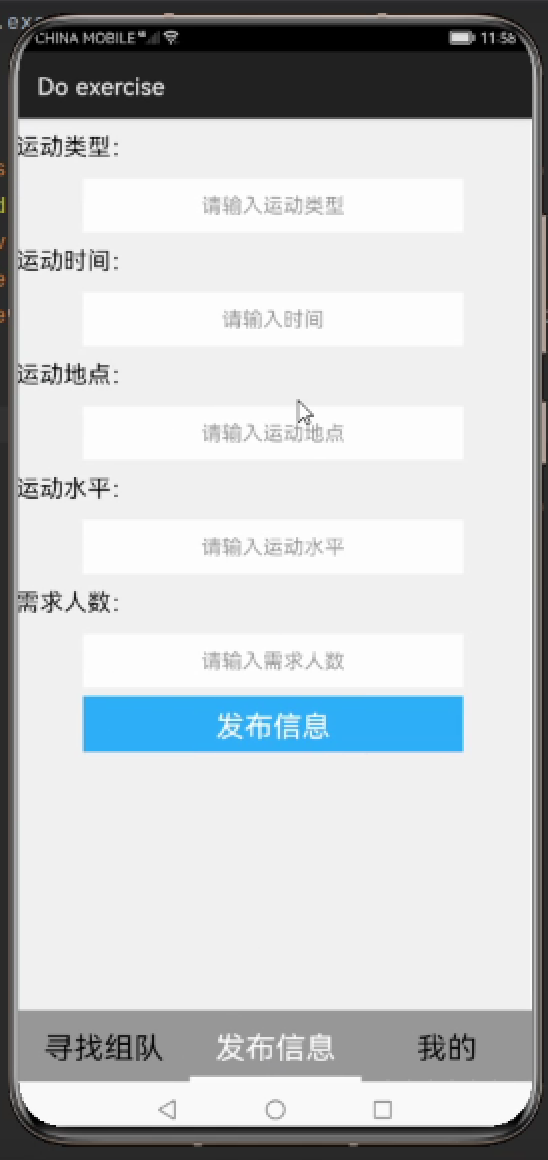 .exa
CHINA MOBILE
11:56
Do exercise
运动类型：
请输入运动类型
运动时间：
请输入时间
运动地点：
请输入运动地点
运动水平：
请输入运动水平
需求人数：
请输入需求人数
发布信息
寻找组队 发布信息 我的